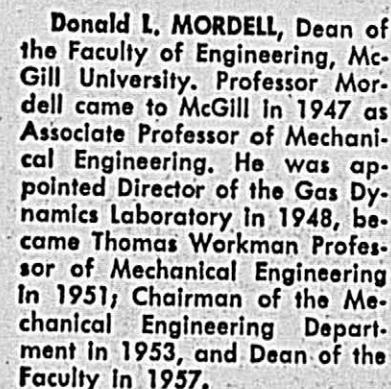 Donald L. MORDELL, Dean of
the Faculty of Engineering, Mc-
Gill University. Professor Mor-
dell came to McGill in 1947 as
Associate Professor of Mechani-
cal Engineering. He was ap-
pointed Director of the Gas Dy-
namics Laboratory in 1948, be-
came Thomas Workman Profes-
sor of Mechanical Engineering
in 1951; Chairman of the Me-
chanical Engineering Depart-
ment in 1953, and Dean of the
Faculty in 1957.